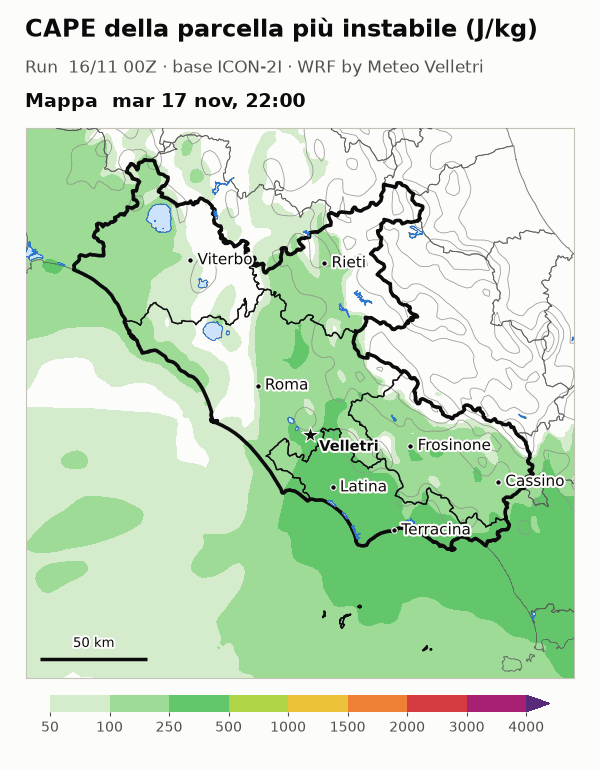 CAPE della parcella più instabile (J/kg)
Run 16/11 00Z · base ICON-2I · WRF by Meteo Velletri
Mappa mar 17 nov, 22:00
Viterbo
Rieti
Roma
Velletri
Frosinone
Cassino
Latina
Terracina
50 km
50 100 250 500 1000 1500 2000 3000 4000